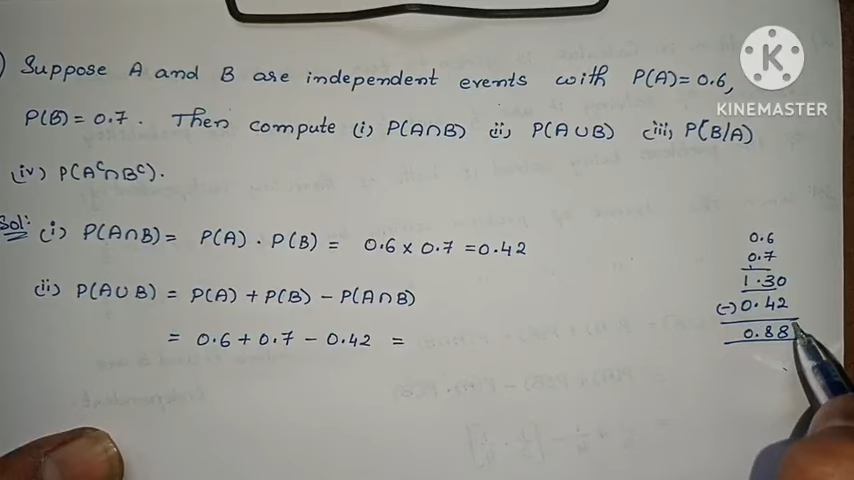 ) Suppose A and B are independent events with P(A)= 0.6,
P(B)= 0.7. Then compute (i) P(A∩B) (ii) P(A∪B) (iii) P(B/A)
(iv) P(Aᶜ∩Bᶜ).
Sol: (i) P(A∩B)= P(A) . P(B) = 0.6 x 0.7 = 0.42
(ii) P(A∪B) = P(A) + P(B) - P(A∩B)
= 0.6 + 0.7 - 0.42 =
0.6
0.7
1.30
(-) 0.42
0.88
K
KINEMASTER